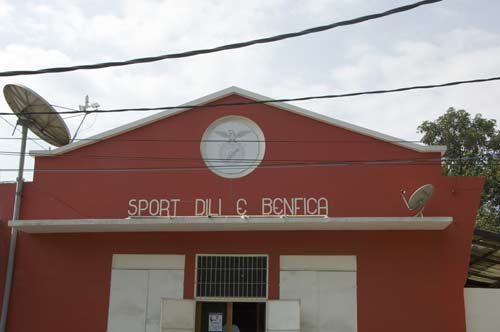 SPORT DILI E BENFICA